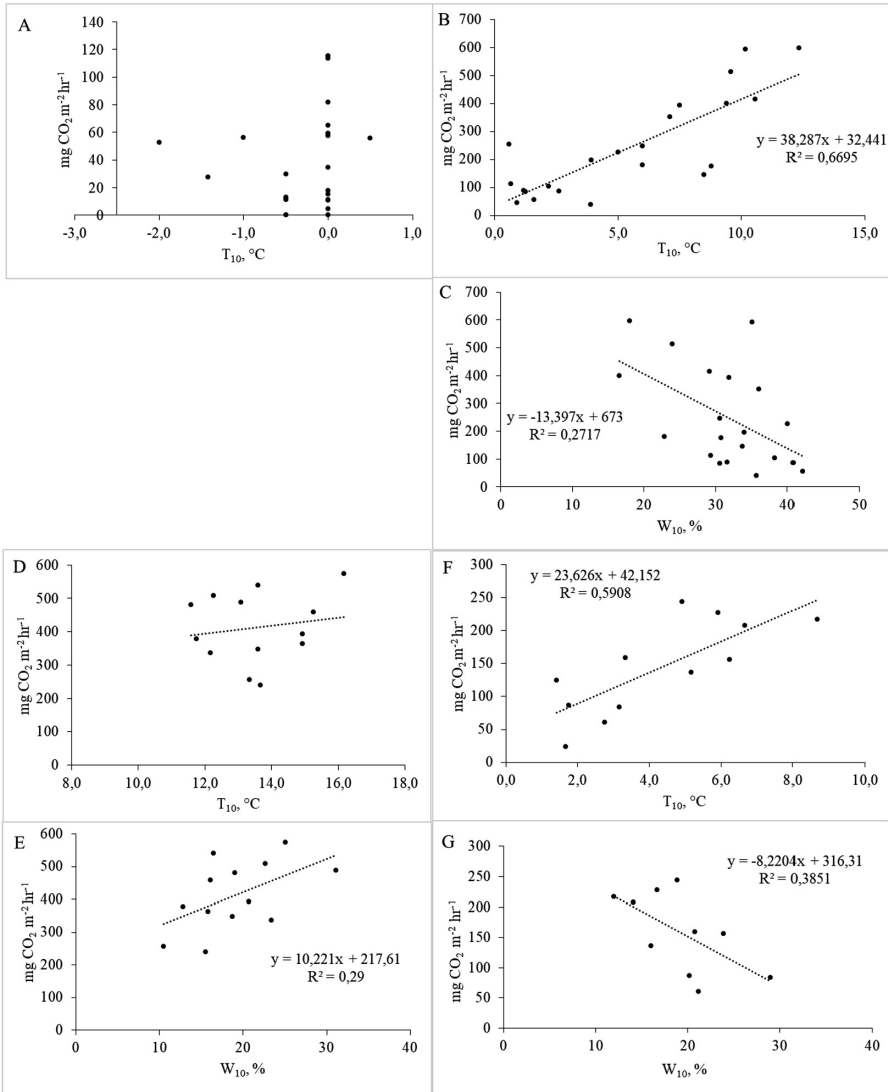 A
mg CO₂ m⁻² hr⁻¹
140
120
100
80
60
40
20
0
-3,0 -2,0 -1,0 0,0 1,0
T₁₀, °C
B
mg CO₂ m⁻² hr⁻¹
700
600
500
400
300
200
100
0
y = 38,287x + 32,441
R² = 0,6695
0,0 5,0 10,0 15,0
T₁₀, °C
C
mg CO₂ m⁻² hr⁻¹
700
600
500
400
300
200
100
0
y = -13,397x + 673
R² = 0,2717
0 10 20 30 40 50
W₁₀, %
D
mg CO₂ m⁻² hr⁻¹
600
500
400
300
200
100
0
8,0 10,0 12,0 14,0 16,0 18,0
T₁₀, °C
F
mg CO₂ m⁻² hr⁻¹
300
250
200
150
100
50
0
y = 23,626x + 42,152
R² = 0,5908
0,0 2,0 4,0 6,0 8,0 10,0
T₁₀, °C
E
mg CO₂ m⁻² hr⁻¹
600
500
400
300
200
100
0
y = 10,221x + 217,61
R² = 0,29
0 10 20 30 40
W₁₀, %
G
mg CO₂ m⁻² hr⁻¹
300
250
200
150
100
50
0
y = -8,2204x + 316,31
R² = 0,3851
0 10 20 30 40
W₁₀, %